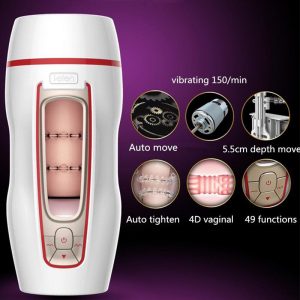 vibrating 150/min
Auto move
5.5cm depth move
Auto tighten
4D vaginal
49 functions